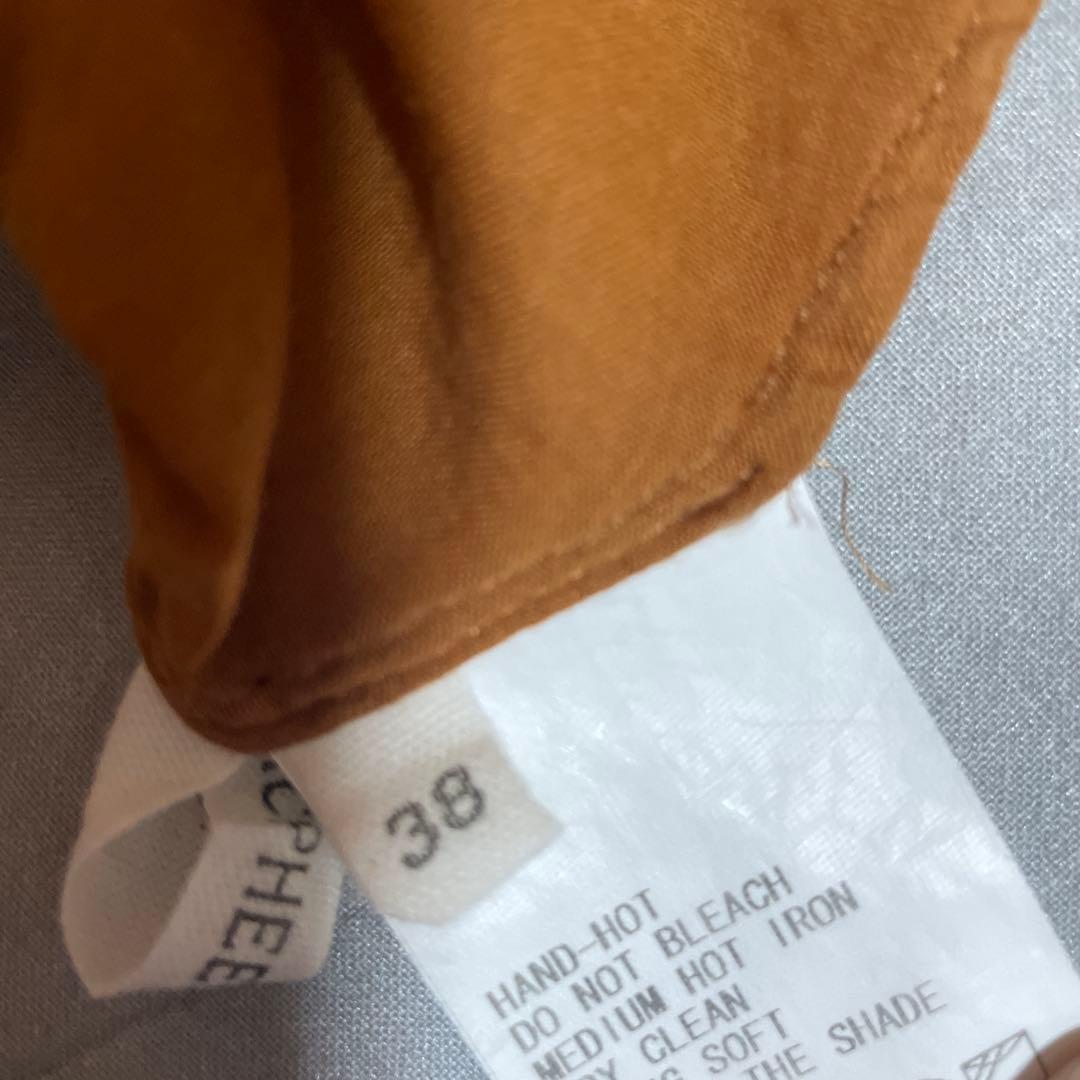 38
HAND-HOT
DO NOT BLEACH
MEDIUM HOT IRON
CLEAN
SOFT
THE SHADE